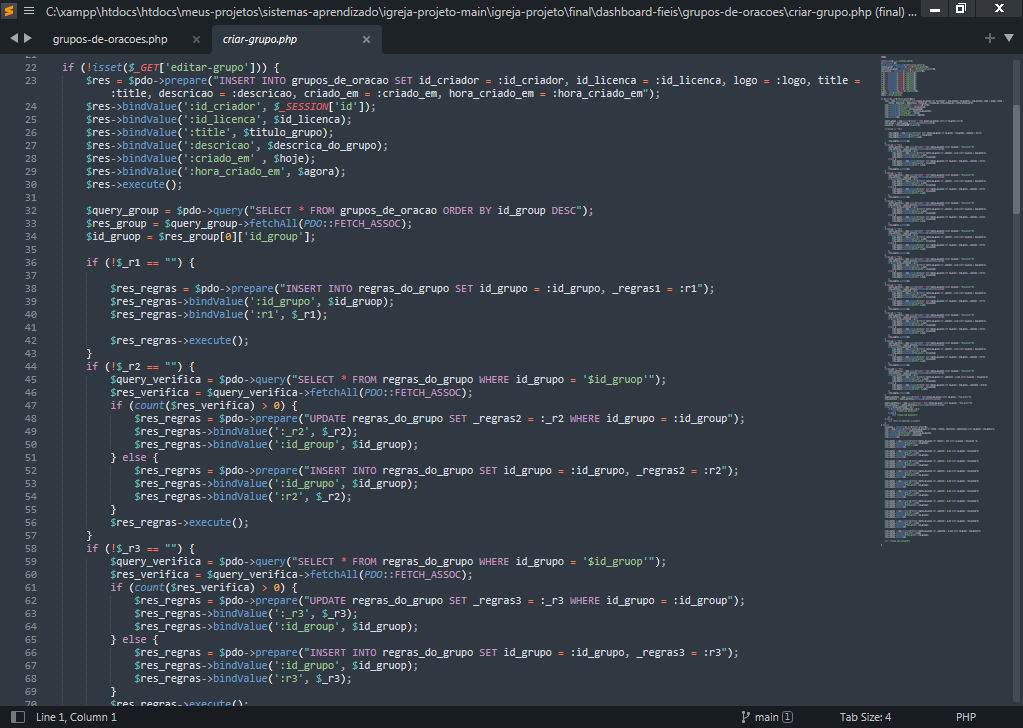 C:\xampp\htdocs\htdocs\meus-projetos\sistemas-aprendizado\igreja-projeto-main\igreja-projeto\final\dashboard-fieis\grupos-de-oracoes\criar-grupo.php (final) ...
grupos-de-oracoes.php × criar-grupo.php ×
22 if (!isset($_GET['editar-grupo'])) {
23 $res = $pdo->prepare("INSERT INTO grupos_de_oracao SET id_criador = :id_criador, id_licenca = :id_licenca, logo = :logo, title =
:title, descricao = :descricao, criado_em = :criado_em, hora_criado_em = :hora_criado_em");
24 $res->bindValue(':id_criador', $_SESSION['id']);
25 $res->bindValue(':id_licenca', $id_licenca);
26 $res->bindValue(':title', $titulo_grupo);
27 $res->bindValue(':descricao', $descrica_do_grupo);
28 $res->bindValue(':criado_em' , $hoje);
29 $res->bindValue(':hora_criado_em', $agora);
30 $res->execute();
31
32 $query_group = $pdo->query("SELECT * FROM grupos_de_oracao ORDER BY id_group DESC");
33 $res_group = $query_group->fetchAll(PDO::FETCH_ASSOC);
34 $id_gruop = $res_group[0]['id_group'];
35
36 if (!$_r1 == "") {
37
38 $res_regras = $pdo->prepare("INSERT INTO regras_do_grupo SET id_grupo = :id_grupo, _regras1 = :r1");
39 $res_regras->bindValue(':id_grupo', $id_gruop);
40 $res_regras->bindValue(':r1', $_r1);
41
42 $res_regras->execute();
43 }
44 if (!$_r2 == "") {
45 $query_verifica = $pdo->query("SELECT * FROM regras_do_grupo WHERE id_grupo = '$id_gruop'");
46 $res_verifica = $query_verifica->fetchAll(PDO::FETCH_ASSOC);
47 if (count($res_verifica) > 0) {
48 $res_regras = $pdo->prepare("UPDATE regras_do_grupo SET _regras2 = :_r2 WHERE id_grupo = :id_group");
49 $res_regras->bindValue(':_r2', $_r2);
50 $res_regras->bindValue(':id_group', $id_gruop);
51 } else {
52 $res_regras = $pdo->prepare("INSERT INTO regras_do_grupo SET id_grupo = :id_grupo, _regras2 = :r2");
53 $res_regras->bindValue(':id_grupo', $id_gruop);
54 $res_regras->bindValue(':r2', $_r2);
55 }
56 $res_regras->execute();
57 }
58 if (!$_r3 == "") {
59 $query_verifica = $pdo->query("SELECT * FROM regras_do_grupo WHERE id_grupo = '$id_gruop'");
60 $res_verifica = $query_verifica->fetchAll(PDO::FETCH_ASSOC);
61 if (count($res_verifica) > 0) {
62 $res_regras = $pdo->prepare("UPDATE regras_do_grupo SET _regras3 = :_r3 WHERE id_grupo = :id_group");
63 $res_regras->bindValue(':_r3', $_r3);
64 $res_regras->bindValue(':id_group', $id_gruop);
65 } else {
66 $res_regras = $pdo->prepare("INSERT INTO regras_do_grupo SET id_grupo = :id_grupo, _regras3 = :r3");
67 $res_regras->bindValue(':id_grupo', $id_gruop);
68 $res_regras->bindValue(':r3', $_r3);
69 }
70 $res_regras->execute();
Line 1, Column 1 main 1 Tab Size: 4 PHP